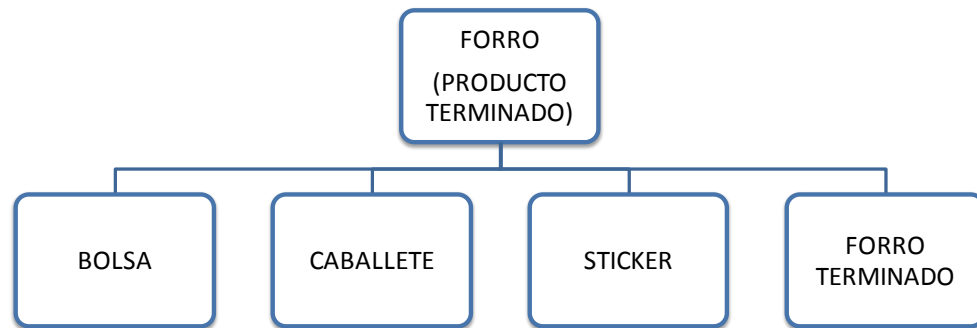 FORRO
(PRODUCTO
TERMINADO)
BOLSA
CABALLETE
STICKER
FORRO
TERMINADO